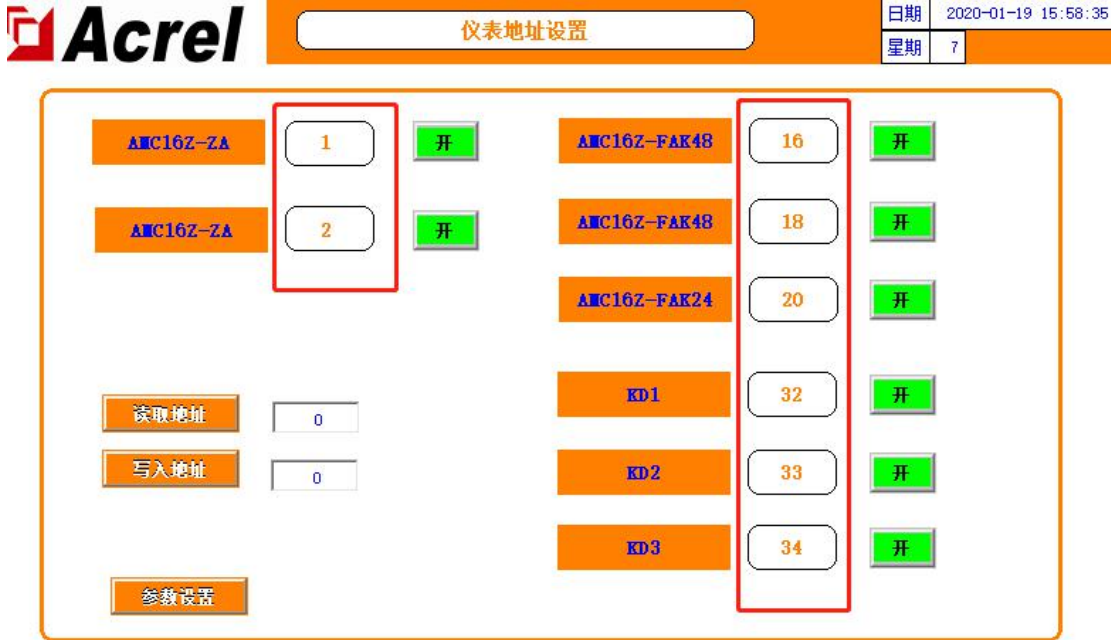 Acrel
仪表地址设置
日期 2020-01-19 15:58:35
星期 7
AMC16Z-ZA 1 开
AMC16Z-ZA 2 开
读取地址 0
写入地址 0
参数设置
AMC16Z-FAK48 16 开
AMC16Z-FAK48 18 开
AMC16Z-FAK24 20 开
KD1 32 开
KD2 33 开
KD3 34 开